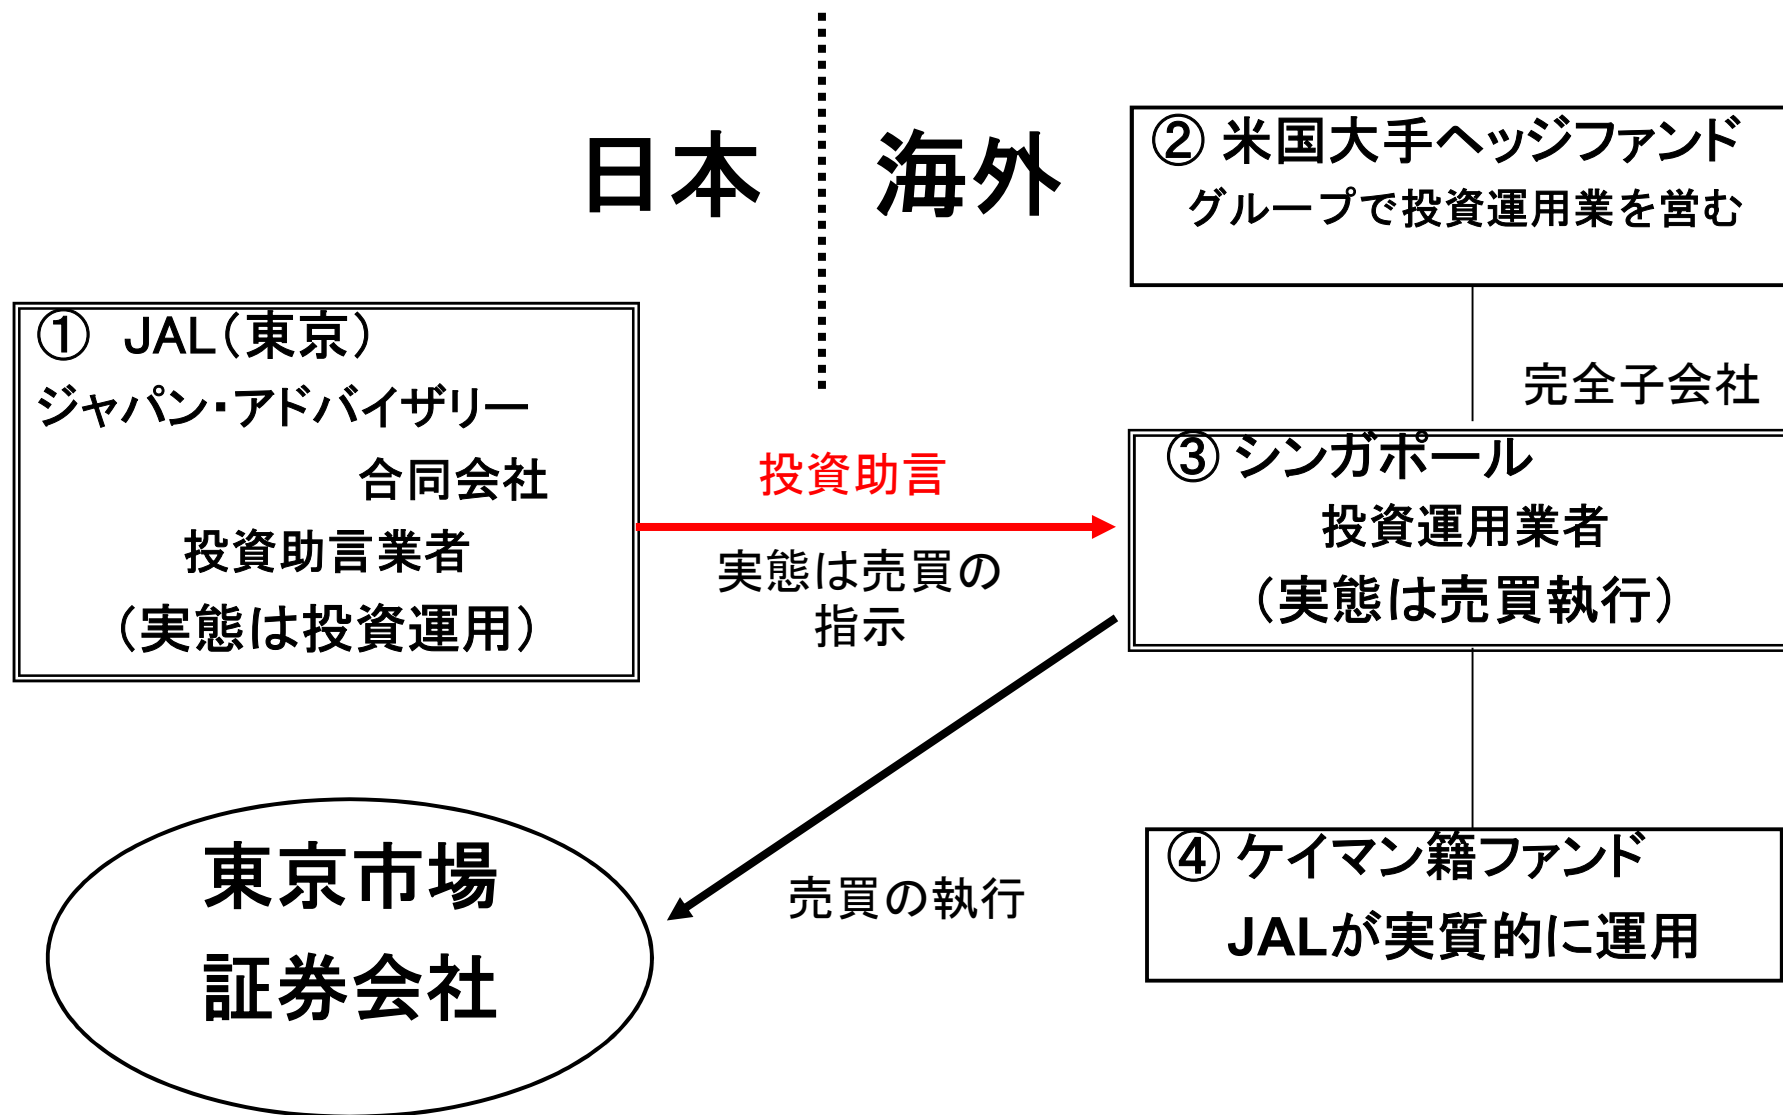 日本
海外
② 米国大手ヘッジファンド
グループで投資運用業を営む
① JAL(東京)
ジャパン・アドバイザリー
合同会社
投資助言業者
(実態は投資運用)
投資助言
実態は売買の
指示
完全子会社
③ シンガポール
投資運用業者
(実態は売買執行)
売買の執行
④ ケイマン籍ファンド
JALが実質的に運用
東京市場
証券会社